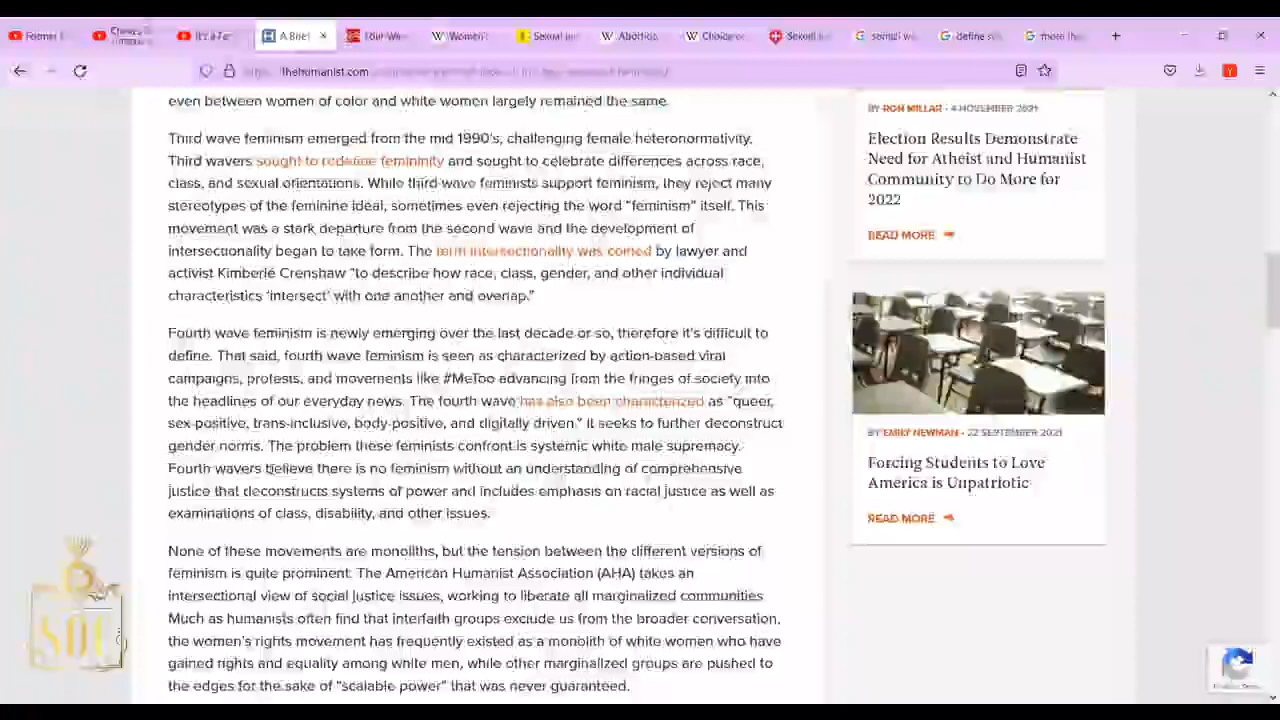 Former
It's a Ter
A Brief
Four Wav
Women'
Sexual
Abortio
Choice
Sexual
define
more the
thehumanist.com
even between women of color and white women largely remained the same.
Third wave feminism emerged from the mid 1990's, challenging female heteronormativity.
Third wavers sought to redefine femininity and sought to celebrate differences across race,
class, and sexual orientations. While third-wave feminists support feminism, they reject many
stereotypes of the feminine ideal, sometimes even rejecting the word "feminism" itself. This
movement was a stark departure from the second wave and the development of
intersectionality began to take form. The term intersectionality was coined by lawyer and
activist Kimberlé Crenshaw "to describe how race, class, gender, and other individual
characteristics 'intersect' with one another and overlap."
Fourth wave feminism is newly emerging over the last decade or so, therefore it's difficult to
define. That said, fourth wave feminism is seen as characterized by action-based viral
campaigns, protests, and movements like #MeToo advancing from the fringes of society into
the headlines of our everyday news. The fourth wave has also been characterized as "queer,
sex-positive, trans-inclusive, body-positive, and digitally driven." It seeks to further deconstruct
gender norms. The problem these feminists confront is systemic white male supremacy.
Fourth wavers believe there is no feminism without an understanding of comprehensive
justice that deconstructs systems of power and includes emphasis on racial justice as well as
examinations of class, disability, and other issues.
None of these movements are monoliths, but the tension between the different versions of
feminism is quite prominent. The American Humanist Association (AHA) takes an
intersectional view of social justice issues, working to liberate all marginalized communities.
Much as humanists often find that interfaith groups exclude us from the broader conversation,
the women's rights movement has frequently existed as a monolith of white women who have
gained rights and equality among white men, while other marginalized groups are pushed to
the edges for the sake of "scalable power" that was never guaranteed.
BY RON MILLAR • 4 NOVEMBER 2021
Election Results Demonstrate
Need for Atheist and Humanist
Community to Do More for
2022
READ MORE
BY EMILY NEWMAN • 22 SEPTEMBER 2021
Forcing Students to Love
America is Unpatriotic
READ MORE